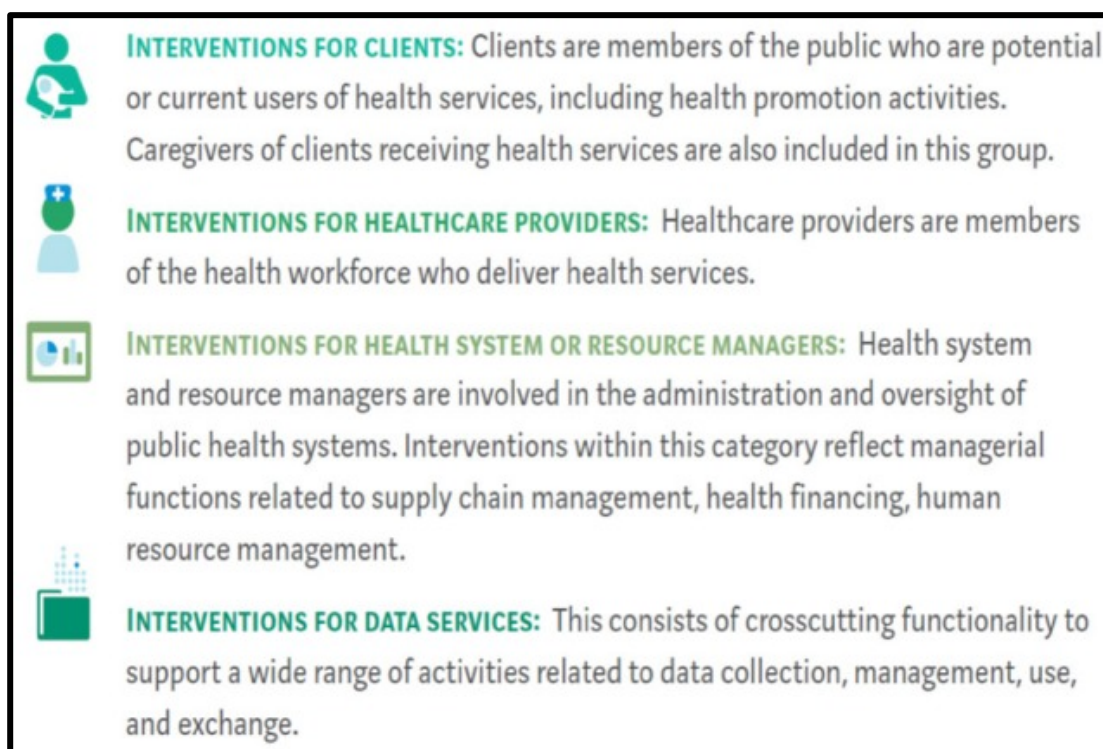 INTERVENTIONS FOR CLIENTS: Clients are members of the public who are potential
or current users of health services, including health promotion activities.
Caregivers of clients receiving health services are also included in this group.
INTERVENTIONS FOR HEALTHCARE PROVIDERS: Healthcare providers are members
of the health workforce who deliver health services.
INTERVENTIONS FOR HEALTH SYSTEM OR RESOURCE MANAGERS: Health system
and resource managers are involved in the administration and oversight of
public health systems. Interventions within this category reflect managerial
functions related to supply chain management, health financing, human
resource management.
INTERVENTIONS FOR DATA SERVICES: This consists of crosscutting functionality to
support a wide range of activities related to data collection, management, use,
and exchange.